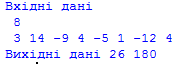 Вхідні дані
8
3 14 -9 4 -5 1 -12 4
Вихідні дані 26 180